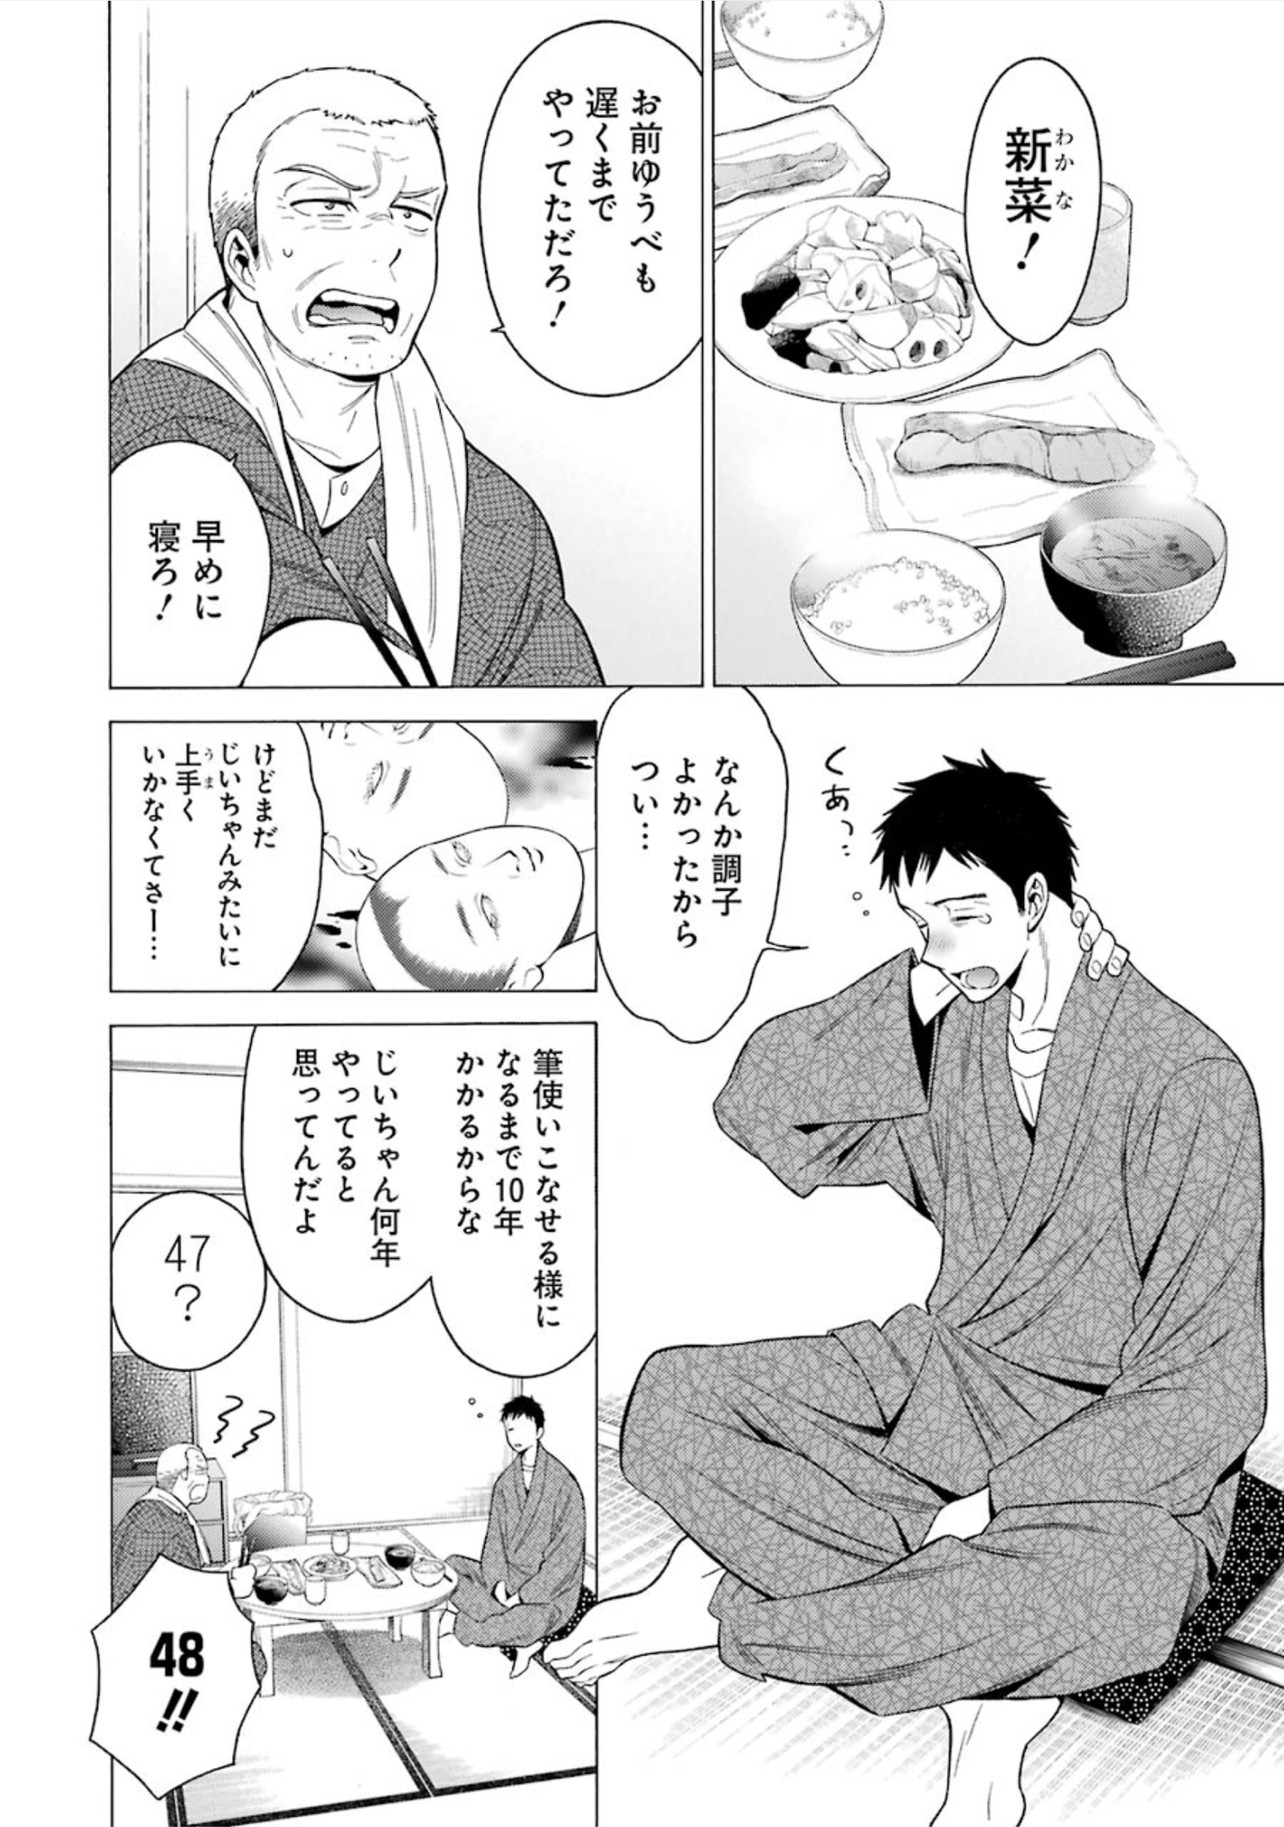 新菜！
わかな
お前ゆうべも
遅くまで
やってただろ！
早めに
寝ろ！
くあっ…
なんか調子
よかったから
つい…
けどまだ
じいちゃんみたいに
上手く
うま
いかなくてさー…
筆使いこなせる様に
なるまで10年
かかるからな
じいちゃん何年
やってると
思ってんだよ
47
？
48
!!